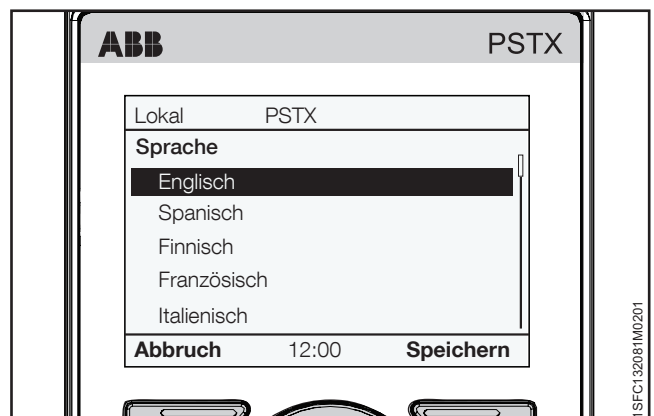 ABB PSTX
Lokal PSTX
Sprache
Englisch
Spanisch
Finnisch
Französisch
Italienisch
Abbruch 12:00 Speichern
1SFC132081M0201